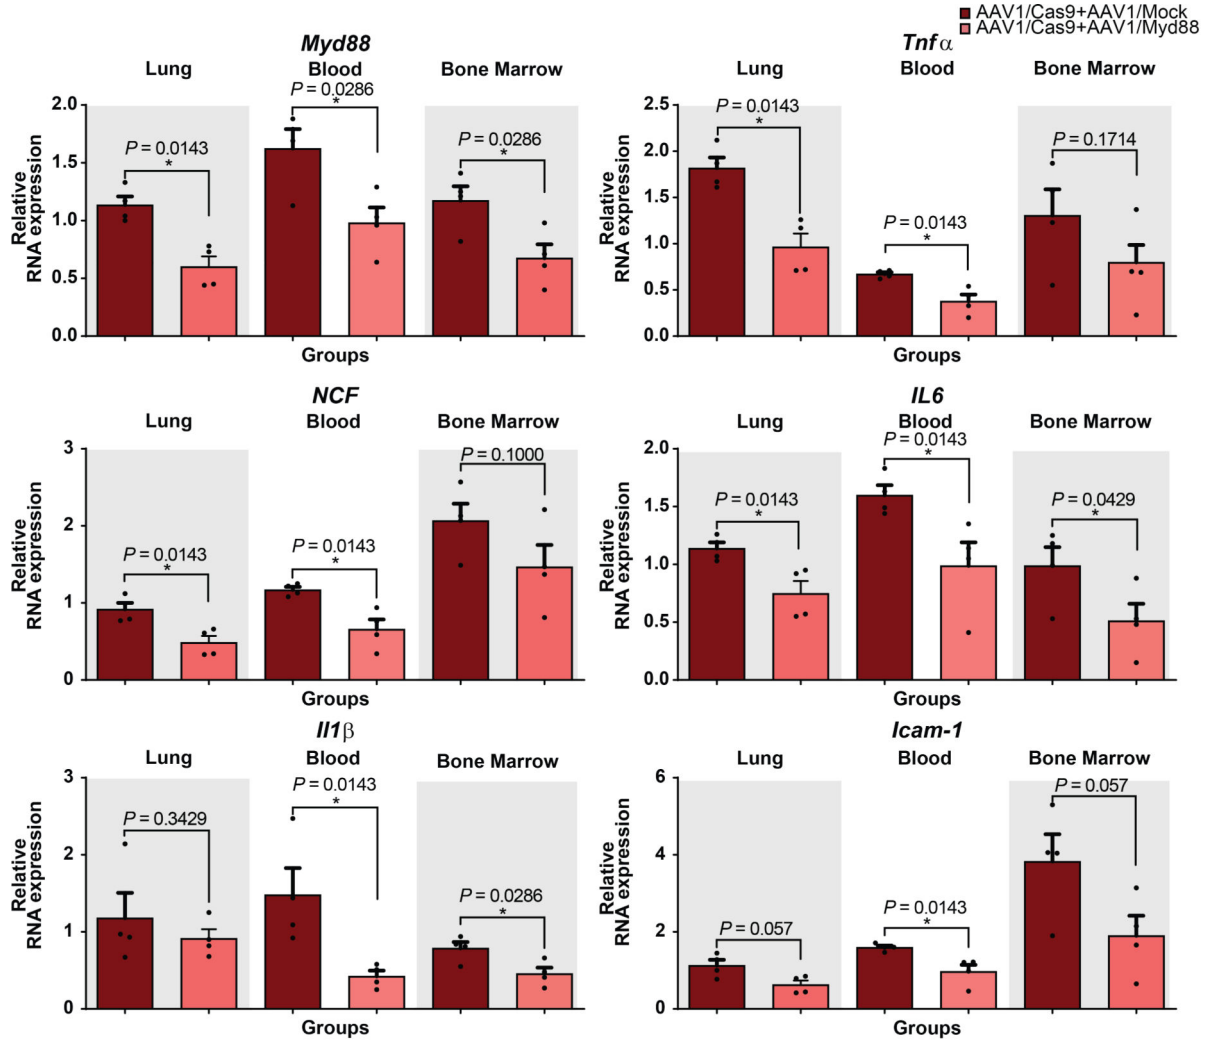 AAV1/Cas9+AAV1/Mock
AAV1/Cas9+AAV1/Myd88
Myd88
Lung Blood Bone Marrow
Relative
RNA expression
2.0
1.5
1.0
0.5
0.0
P = 0.0143
*
P = 0.0286
*
P = 0.0286
*
Groups
Tnf α
Lung Blood Bone Marrow
Relative
RNA expression
2.5
2.0
1.5
1.0
0.5
0.0
P = 0.0143
*
P = 0.0143
*
P = 0.1714
Groups
NCF
Lung Blood Bone Marrow
Relative
RNA expression
3
2
1
0
P = 0.0143
*
P = 0.0143
*
P = 0.1000
Groups
IL6
Lung Blood Bone Marrow
Relative
RNA expression
2.0
1.5
1.0
0.5
0.0
P = 0.0143
*
P = 0.0143
*
P = 0.0429
*
Groups
Il1β
Lung Blood Bone Marrow
Relative
RNA expression
3
2
1
0
P = 0.3429
P = 0.0143
*
P = 0.0286
*
Groups
Icam-1
Lung Blood Bone Marrow
Relative
RNA expression
6
4
2
0
P = 0.057
P = 0.0143
*
P = 0.057
Groups